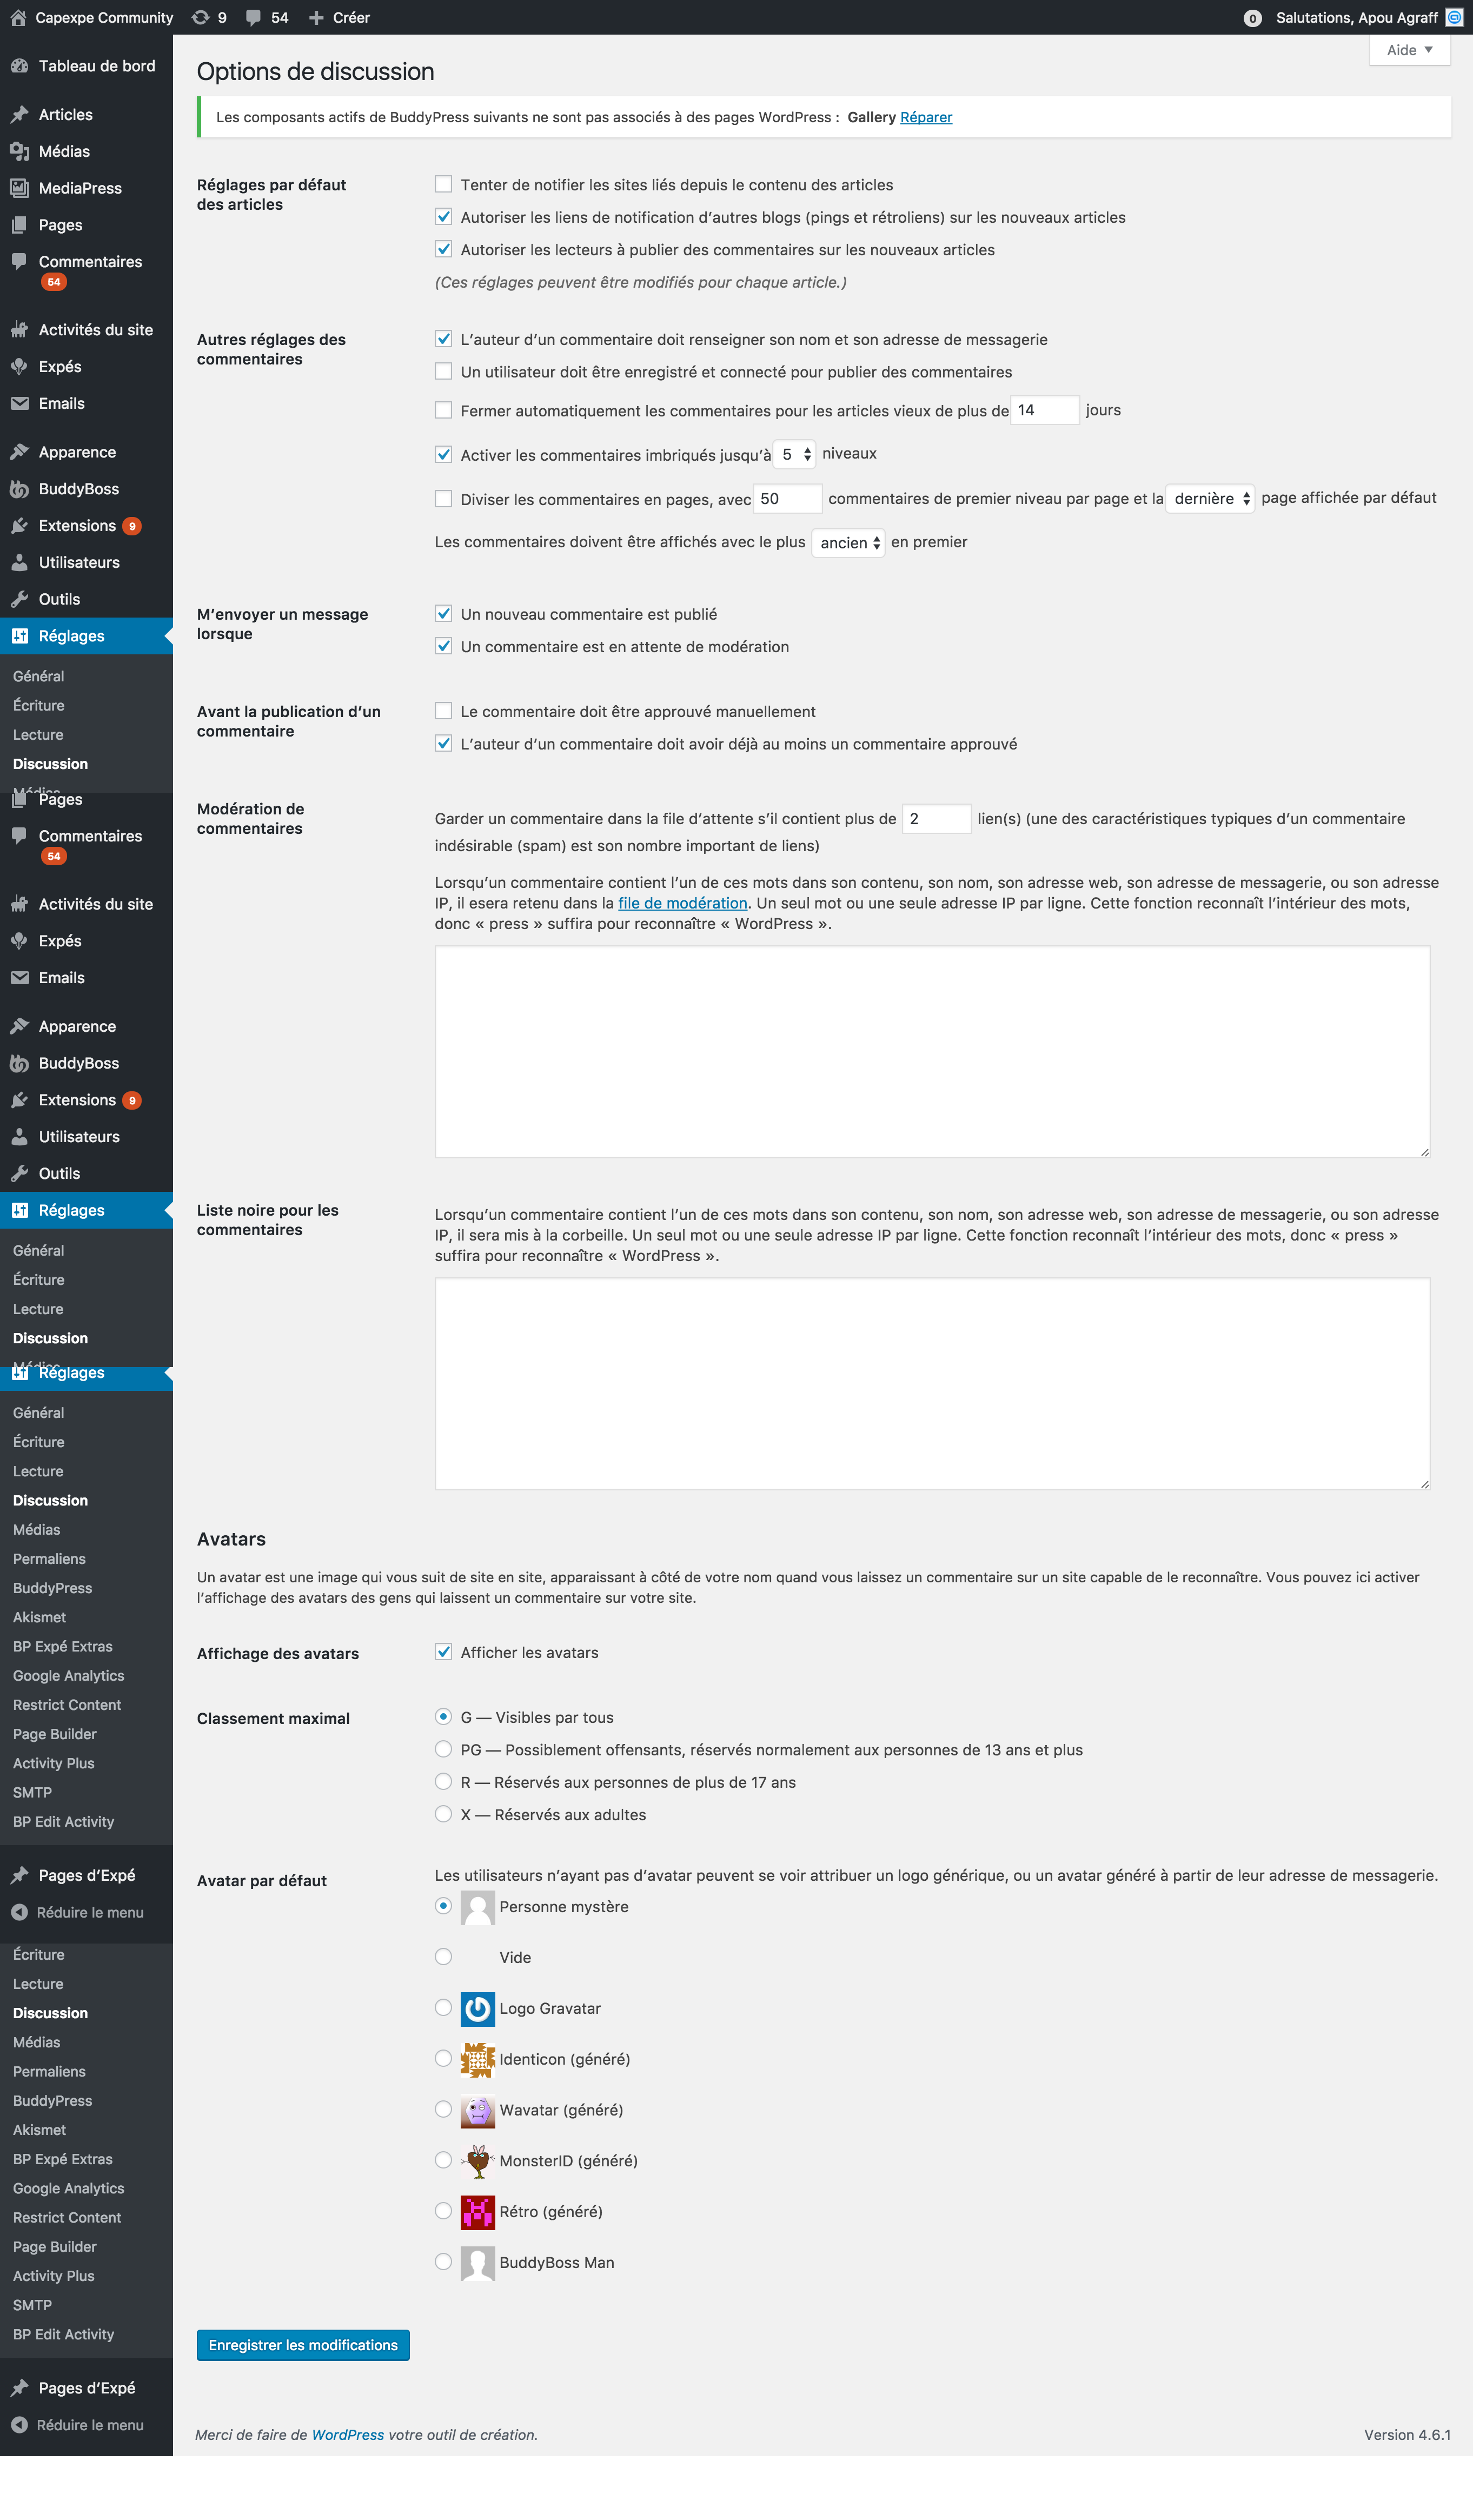 Capexpe Community 9 54 Créer 0 Salutations, Apou Agraff
Aide
Tableau de bord
Articles
Médias
MediaPress
Pages
Commentaires
54
Activités du site
Expés
Emails
Apparence
BuddyBoss
Extensions 9
Utilisateurs
Outils
Réglages
Général
Écriture
Lecture
Discussion
Médias
Pages
Commentaires
54
Activités du site
Expés
Emails
Apparence
BuddyBoss
Extensions 9
Utilisateurs
Outils
Réglages
Général
Écriture
Lecture
Discussion
Médias
Réglages
Général
Écriture
Lecture
Discussion
Médias
Permaliens
BuddyPress
Akismet
BP Expé Extras
Google Analytics
Restrict Content
Page Builder
Activity Plus
SMTP
BP Edit Activity
Pages d’Expé
Réduire le menu
Écriture
Lecture
Discussion
Médias
Permaliens
BuddyPress
Akismet
BP Expé Extras
Google Analytics
Restrict Content
Page Builder
Activity Plus
SMTP
BP Edit Activity
Pages d’Expé
Réduire le menu
Options de discussion
Les composants actifs de BuddyPress suivants ne sont pas associés à des pages WordPress : Gallery Réparer
Réglages par défaut
des articles
Tenter de notifier les sites liés depuis le contenu des articles
Autoriser les liens de notification d’autres blogs (pings et rétroliens) sur les nouveaux articles
Autoriser les lecteurs à publier des commentaires sur les nouveaux articles
(Ces réglages peuvent être modifiés pour chaque article.)
Autres réglages des
commentaires
L’auteur d’un commentaire doit renseigner son nom et son adresse de messagerie
Un utilisateur doit être enregistré et connecté pour publier des commentaires
Fermer automatiquement les commentaires pour les articles vieux de plus de 14 jours
Activer les commentaires imbriqués jusqu’à 5 niveaux
Diviser les commentaires en pages, avec 50 commentaires de premier niveau par page et la dernière page affichée par défaut
Les commentaires doivent être affichés avec le plus ancien en premier
M’envoyer un message
lorsque
Un nouveau commentaire est publié
Un commentaire est en attente de modération
Avant la publication d’un
commentaire
Le commentaire doit être approuvé manuellement
L’auteur d’un commentaire doit avoir déjà au moins un commentaire approuvé
Modération de
commentaires
Garder un commentaire dans la file d’attente s’il contient plus de 2 lien(s) (une des caractéristiques typiques d’un commentaire
indésirable (spam) est son nombre important de liens)
Lorsqu’un commentaire contient l’un de ces mots dans son contenu, son nom, son adresse web, son adresse de messagerie, ou son adresse
IP, il esera retenu dans la file de modération. Un seul mot ou une seule adresse IP par ligne. Cette fonction reconnaît l’intérieur des mots,
donc « press » suffira pour reconnaître « WordPress ».
Liste noire pour les
commentaires
Lorsqu’un commentaire contient l’un de ces mots dans son contenu, son nom, son adresse web, son adresse de messagerie, ou son adresse
IP, il sera mis à la corbeille. Un seul mot ou une seule adresse IP par ligne. Cette fonction reconnaît l’intérieur des mots, donc « press »
suffira pour reconnaître « WordPress ».
Avatars
Un avatar est une image qui vous suit de site en site, apparaissant à côté de votre nom quand vous laissez un commentaire sur un site capable de le reconnaître. Vous pouvez ici activer
l’affichage des avatars des gens qui laissent un commentaire sur votre site.
Affichage des avatars
Afficher les avatars
Classement maximal
G — Visibles par tous
PG — Possiblement offensants, réservés normalement aux personnes de 13 ans et plus
R — Réservés aux personnes de plus de 17 ans
X — Réservés aux adultes
Avatar par défaut
Les utilisateurs n’ayant pas d’avatar peuvent se voir attribuer un logo générique, ou un avatar généré à partir de leur adresse de messagerie.
Personne mystère
Vide
Logo Gravatar
Identicon (généré)
Wavatar (généré)
MonsterID (généré)
Rétro (généré)
BuddyBoss Man
Enregistrer les modifications
Merci de faire de WordPress votre outil de création.
Version 4.6.1